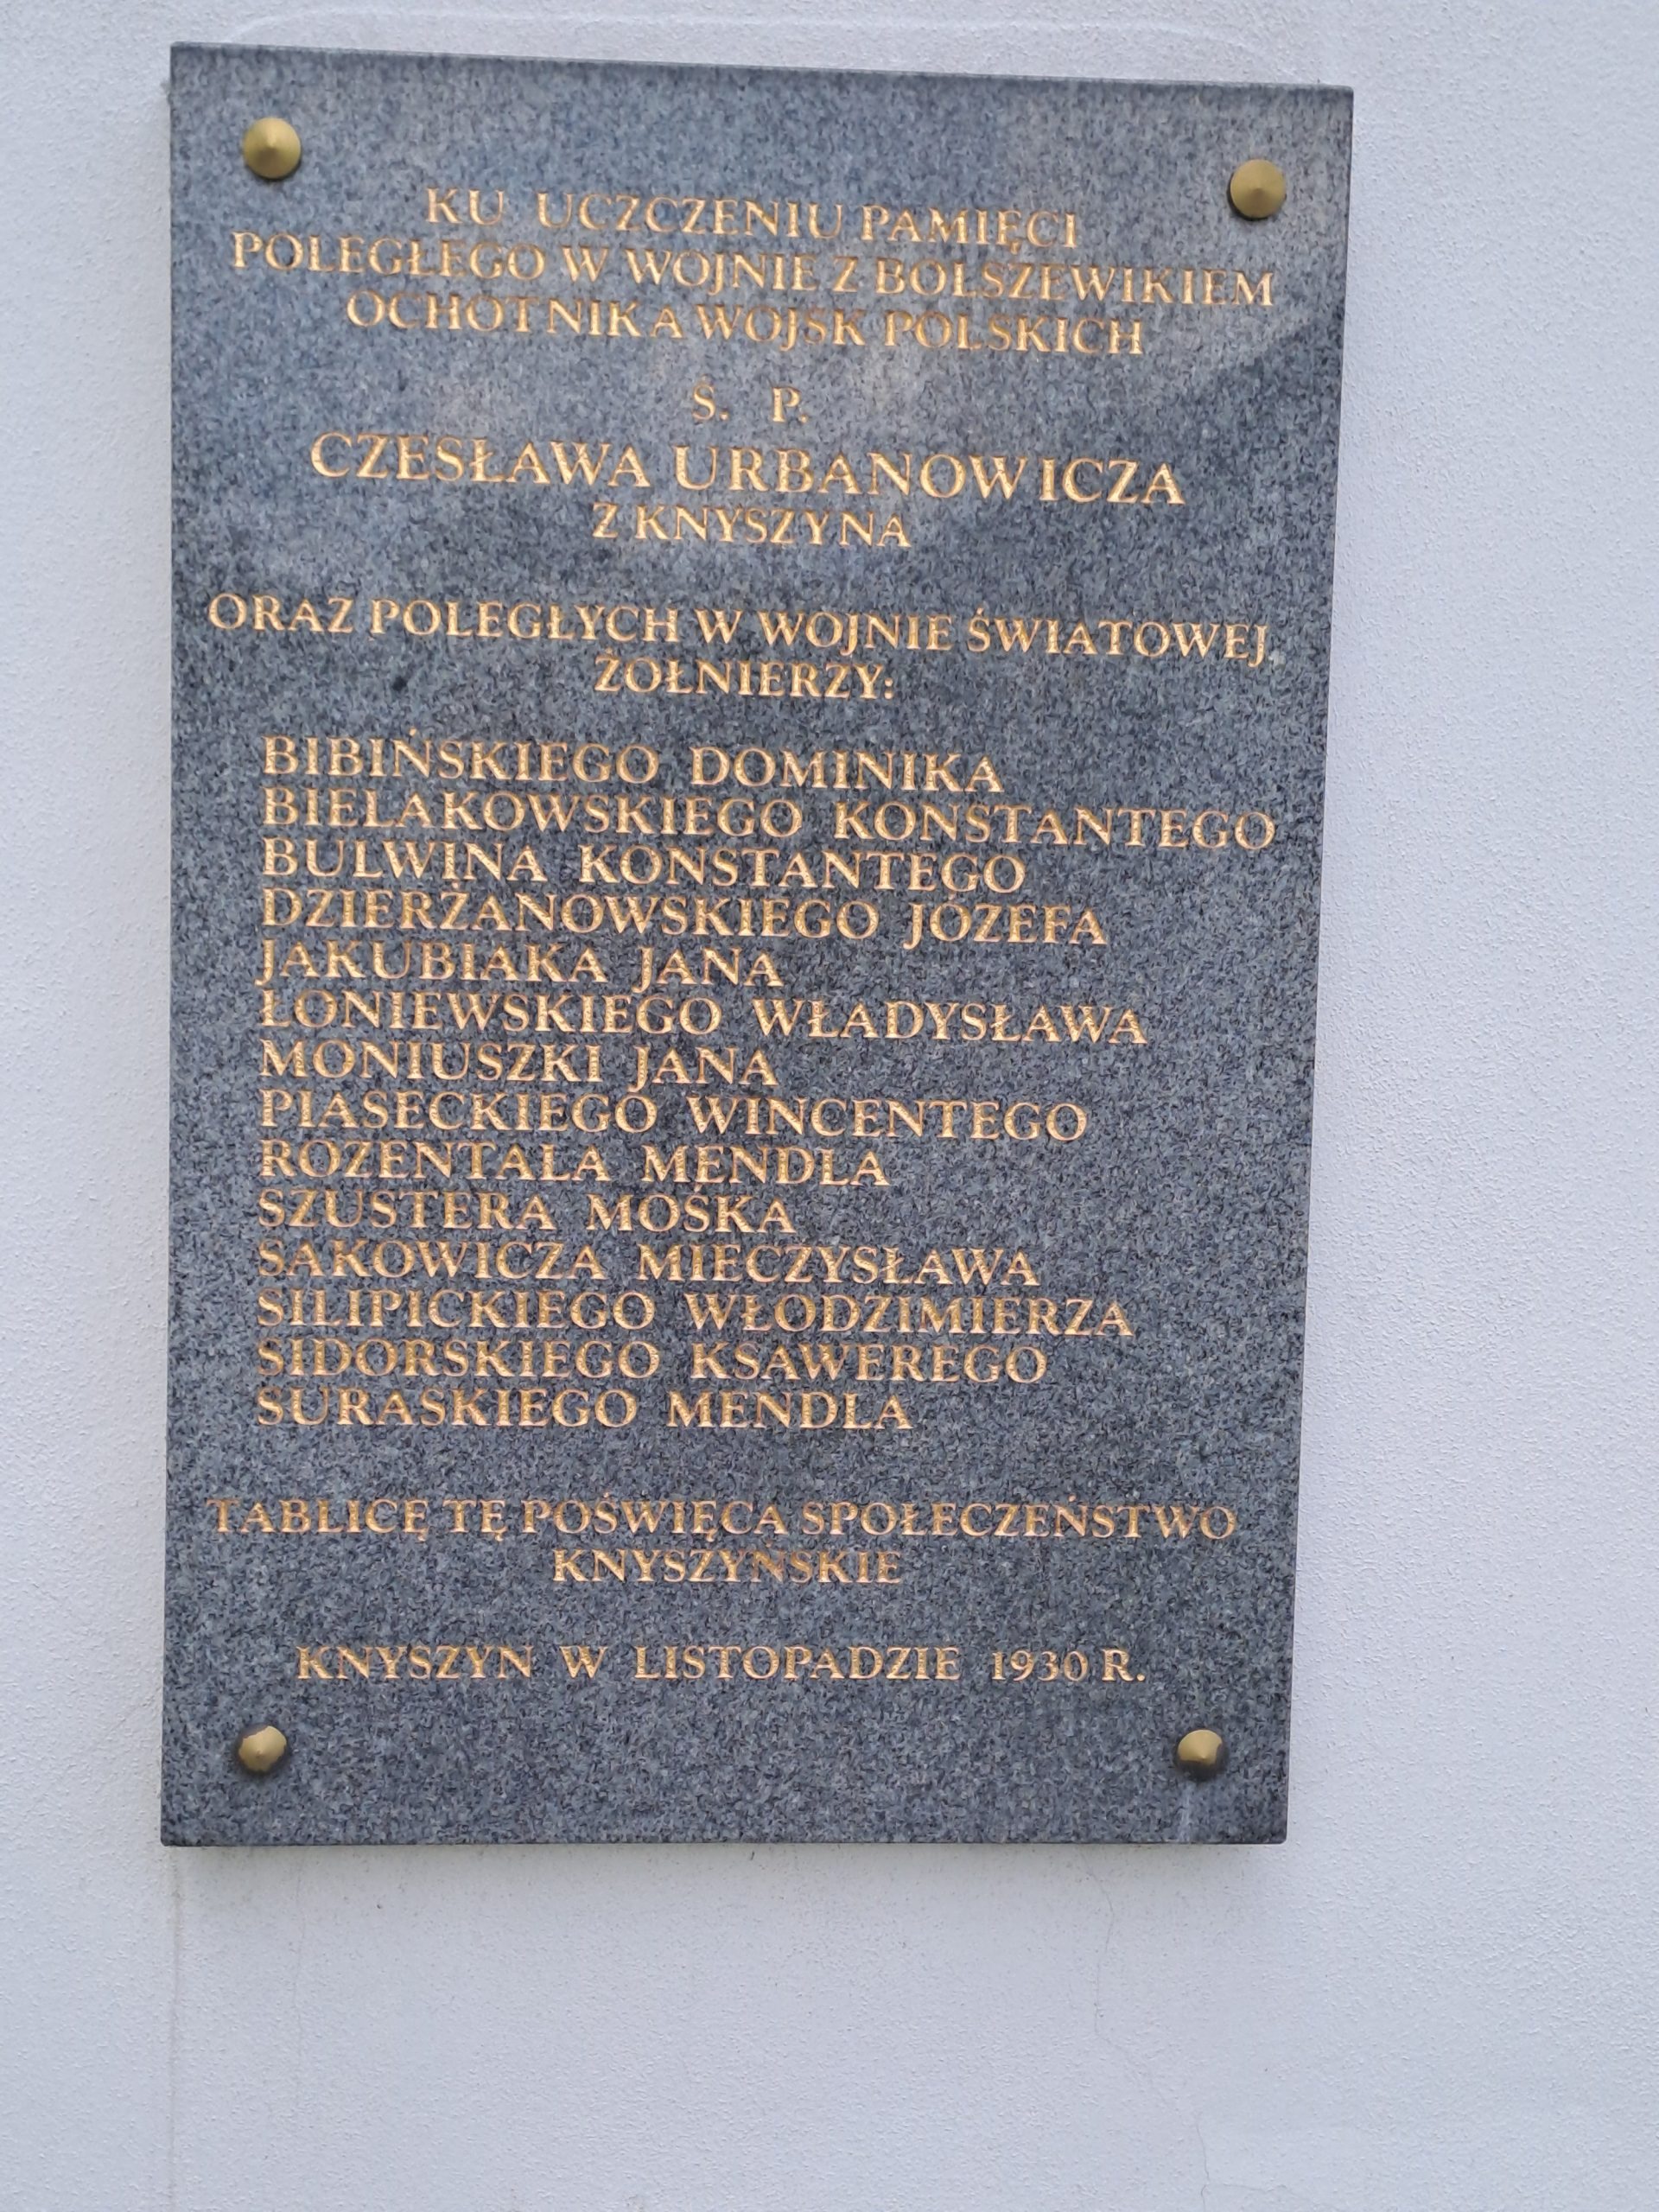 KU UCZCZENIU PAMIĘCI
POLEGŁEGO W WOJNIE Z BOLSZEWIKIEM
OCHOTNIKA WOJSK POLSKICH
Ś. P.
CZESŁAWA URBANOWICZA
Z KNYSZYNA
ORAZ POLEGŁYCH W WOJNIE ŚWIATOWEJ
ŻOŁNIERZY:
BIBIŃSKIEGO DOMINIKA
BIELAKOWSKIEGO KONSTANTEGO
BULWINA KONSTANTEGO
DZIERŻANOWSKIEGO JÓZEFA
JAKUBIAKA JANA
ŁONIEWSKIEGO WŁADYSŁAWA
MONIUSZKI JANA
PIASECKIEGO WINCENTEGO
ROZENTALA MENDLA
SZUSTERA MOŚKA
SAKOWICZA MIECZYSŁAWA
SILIPICKIEGO WŁODZIMIERZA
SIDORSKIEGO KSAWEREGO
SURASKIEGO MENDLA
TABLICĘ TĘ POŚWIĘCA SPOŁECZEŃSTWO
KNYSZYŃSKIE
KNYSZYN W LISTOPADZIE 1930 R.